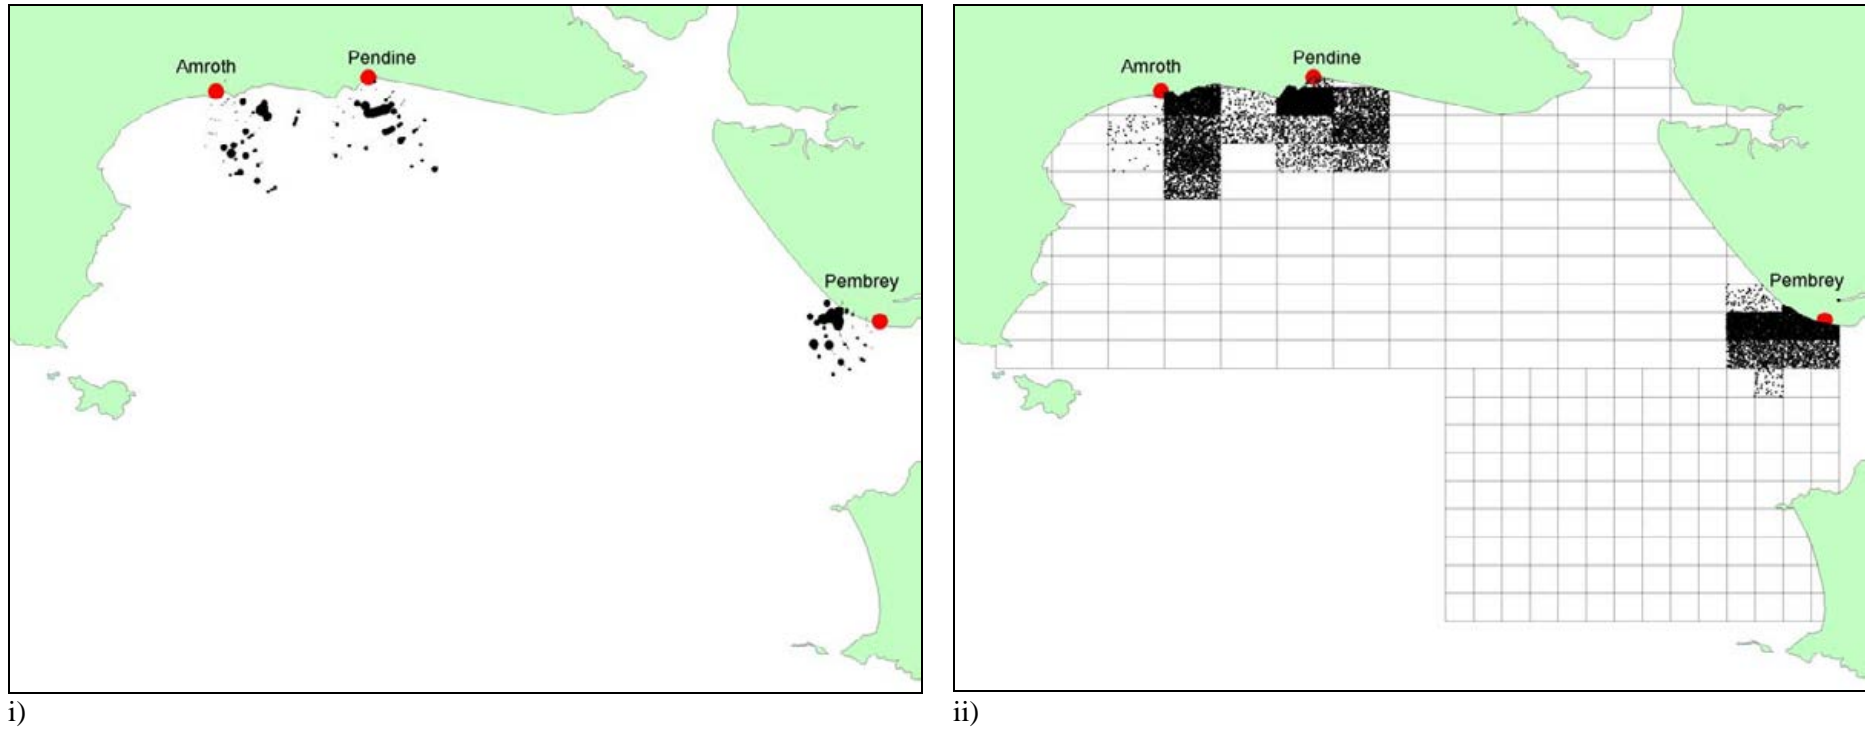 Amroth
Pendine
Pembrey
i)
Amroth
Pendine
Pembrey
ii)